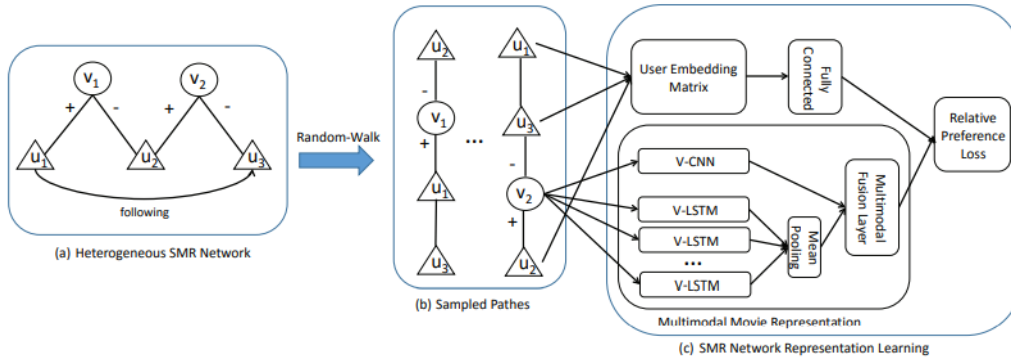 v1
v2
+
-
+
-
u1
u2
u3
following
(a) Heterogeneous SMR Network
Random-Walk
u2
-
v1
+
u1
u3
...
u1
u3
-
v2
+
u2
(b) Sampled Pathes
User Embedding
Matrix
Fully
Connected
Relative
Preference
Loss
V-CNN
V-LSTM
V-LSTM
...
V-LSTM
Mean
Pooling
Multimodal
Fusion Layer
Multimodal Movie Representation
(c) SMR Network Representation Learning